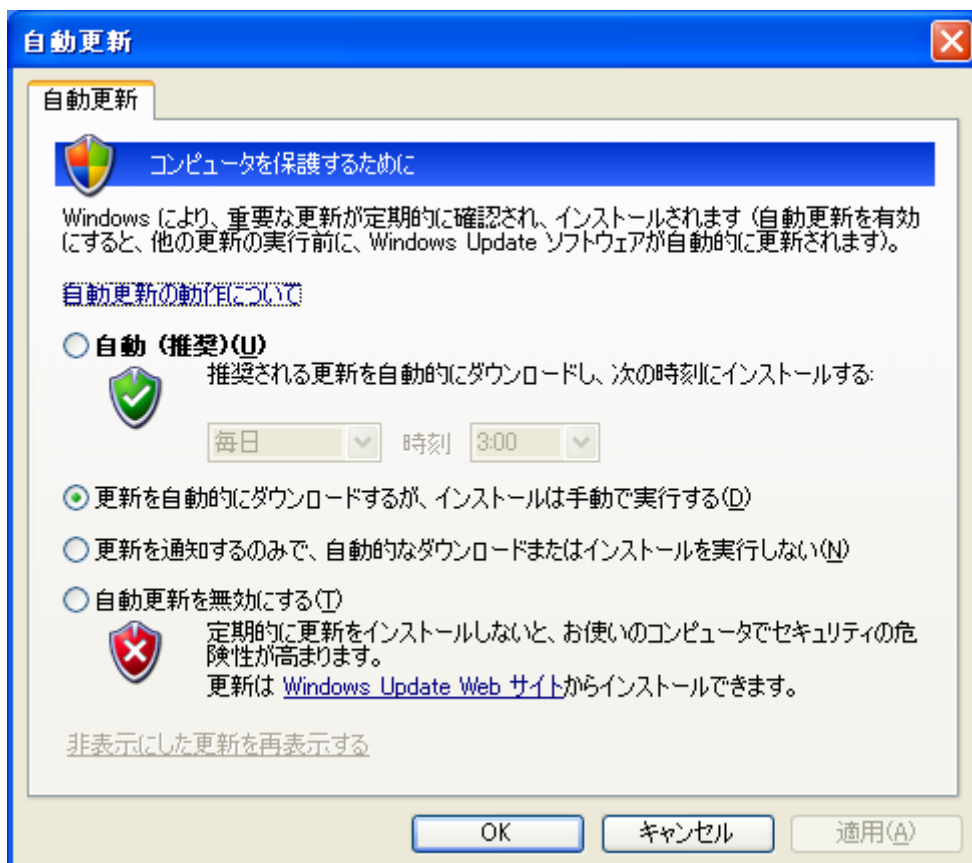 自動更新
自動更新
コンピュータを保護するために
Windows により、重要な更新が定期的に確認され、インストールされます (自動更新を有効
にすると、他の更新の実行前に、Windows Update ソフトウェアが自動的に更新されます)。
自動更新の動作について
自動 (推奨)(U)
推奨される更新を自動的にダウンロードし、次の時刻にインストールする:
毎日 時刻 3:00
更新を自動的にダウンロードするが、インストールは手動で実行する(D)
更新を通知するのみで、自動的なダウンロードまたはインストールを実行しない(N)
自動更新を無効にする(T)
定期的に更新をインストールしないと、お使いのコンピュータでセキュリティの危
険性が高まります。
更新は Windows Update Web サイトからインストールできます。
非表示にした更新を再表示する
OK キャンセル 適用(A)